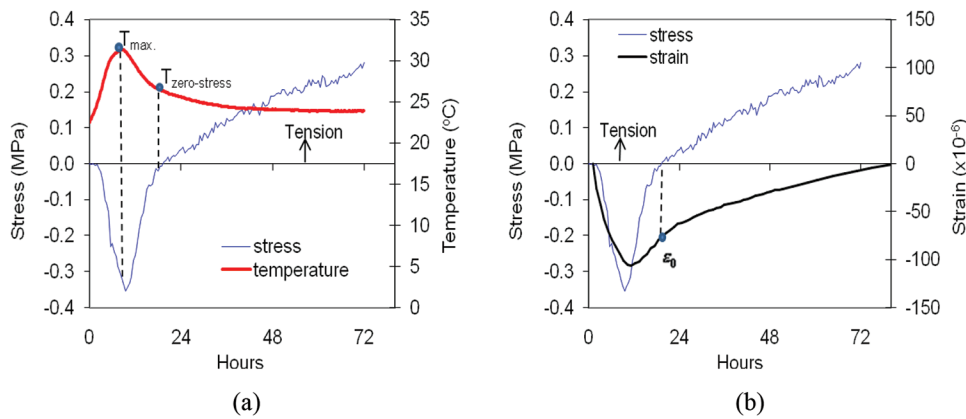 0.4
0.3
0.2
0.1
0.0
-0.1
-0.2
-0.3
-0.4
Stress (MPa)
35
30
25
20
15
10
5
0
Temperature (°C)
Tmax.
Tzero-stress
Tension
stress
temperature
0 24 48 72
Hours
(a)
0.4
0.3
0.2
0.1
0.0
-0.1
-0.2
-0.3
-0.4
Stress (MPa)
150
100
50
0
-50
-100
-150
Strain (x10-6)
stress
strain
Tension
ε0
0 24 48 72
Hours
(b)